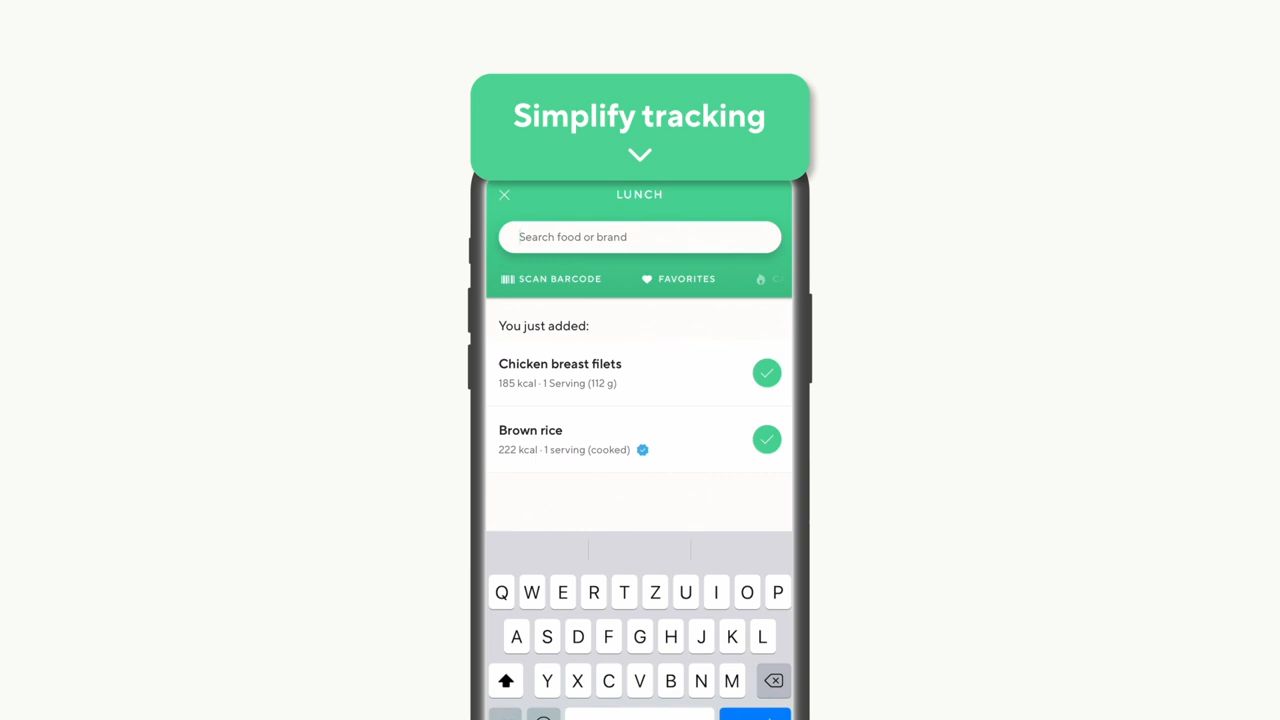 Simplify tracking
LUNCH
Search food or brand
SCAN BARCODE FAVORITES
You just added:
Chicken breast filets
185 kcal · 1 Serving (112 g)
Brown rice
222 kcal · 1 serving (cooked)
Q W E R T Z U I O P
A S D F G H J K L
Y X C V B N M